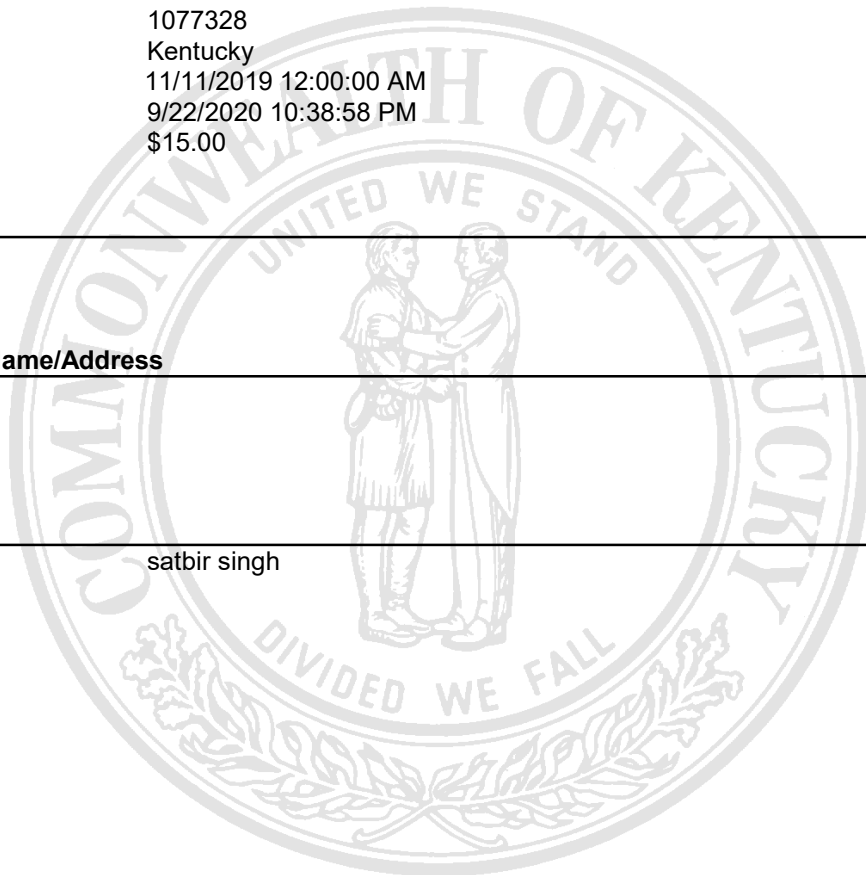 1077328
Kentucky
11/11/2019 12:00:00 AM
9/22/2020 10:38:58 PM
$15.00
COMMONWEALTH OF KENTUCKY
UNITED WE STAND
ame/Address
satbir singh
DIVIDED WE FALL